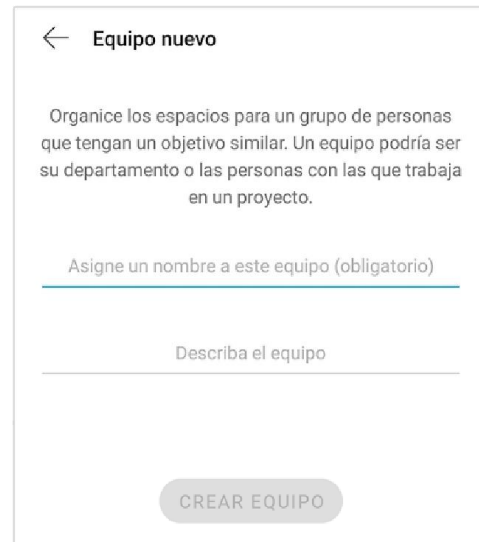 Equipo nuevo
Organice los espacios para un grupo de personas
que tengan un objetivo similar. Un equipo podría ser
su departamento o las personas con las que trabaja
en un proyecto.
Asigne un nombre a este equipo (obligatorio)
Describa el equipo
CREAR EQUIPO